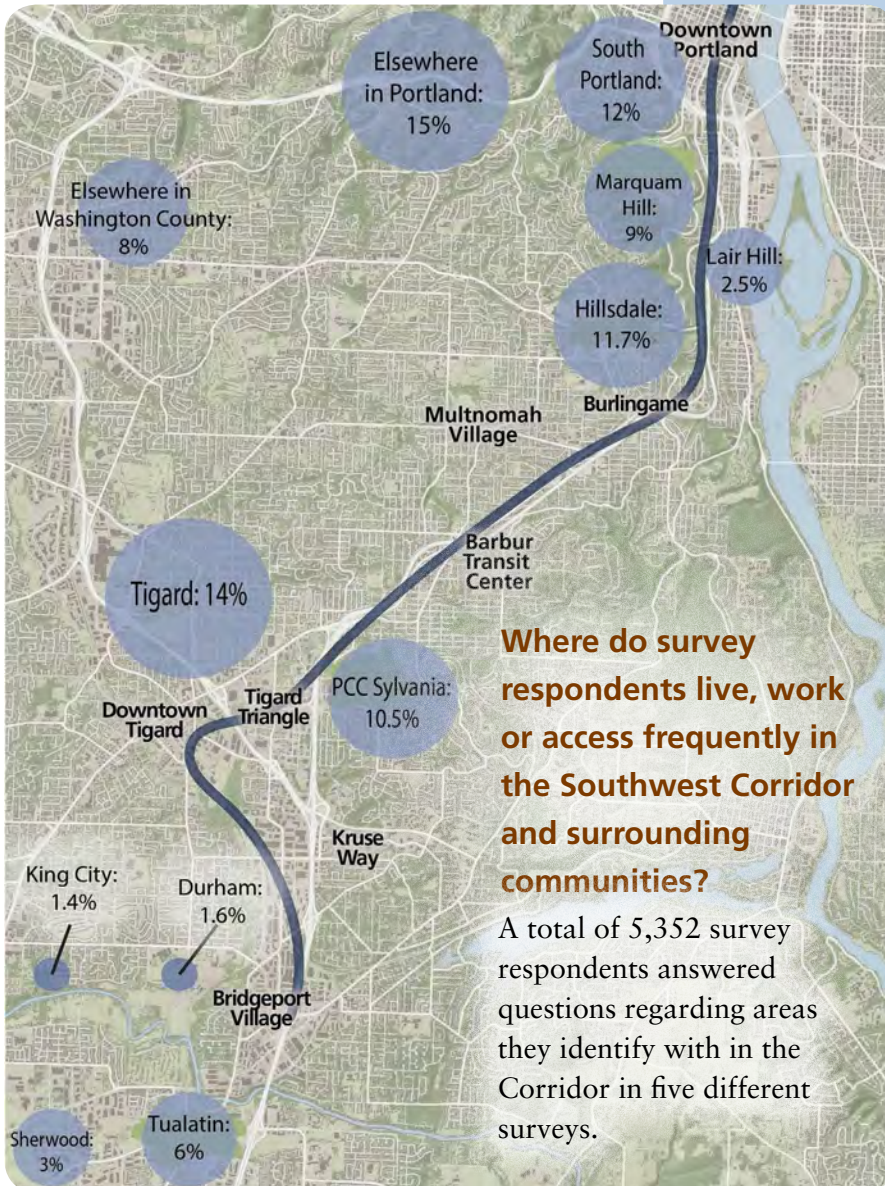 Downtown
Portland
South
Portland:
12%
Elsewhere
in Portland:
15%
Marquam
Hill:
9%
Elsewhere in
Washington County:
8%
Lair Hill:
2.5%
Hillsdale:
11.7%
Burlingame
Multnomah
Village
Barbur
Transit
Center
Tigard: 14%
PCC Sylvania:
10.5%
Tigard
Triangle
Downtown
Tigard
Kruse
Way
King City:
1.4%
Durham:
1.6%
Bridgeport
Village
Sherwood:
3%
Tualatin:
6%
Where do survey
respondents live, work
or access frequently in
the Southwest Corridor
and surrounding
communities?
A total of 5,352 survey
respondents answered
questions regarding areas
they identify with in the
Corridor in five different
surveys.